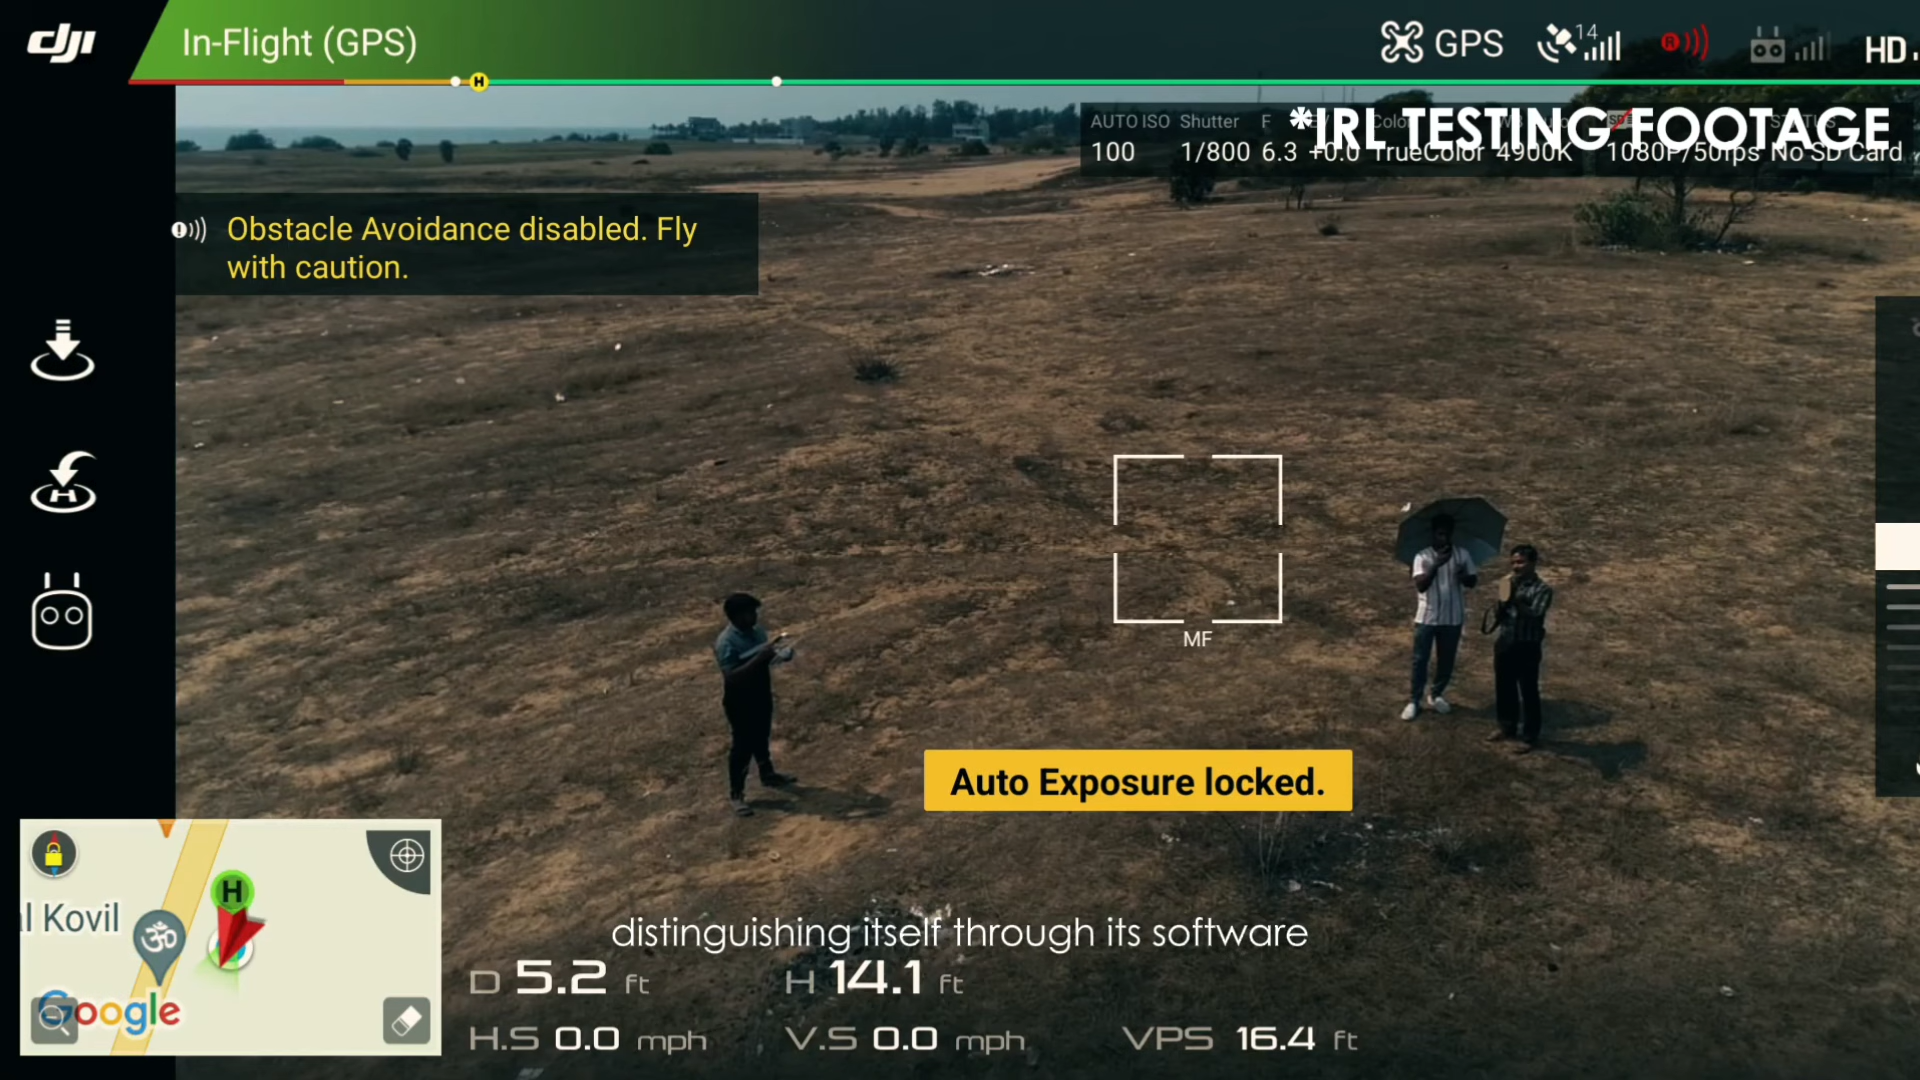 dji
In-Flight (GPS)
GPS
14
HD
H
*IRL TESTING FOOTAGE
AUTO ISO Shutter F
100 1/800 6.3 +0.0 TrueColor 4900K 1080P/50fps No SD Card
Obstacle Avoidance disabled. Fly
with caution.
MF
Auto Exposure locked.
H
l Kovil
Google
distinguishing itself through its software
D 5.2 ft H 14.1 ft
H.S 0.0 mph V.S 0.0 mph VPS 16.4 ft